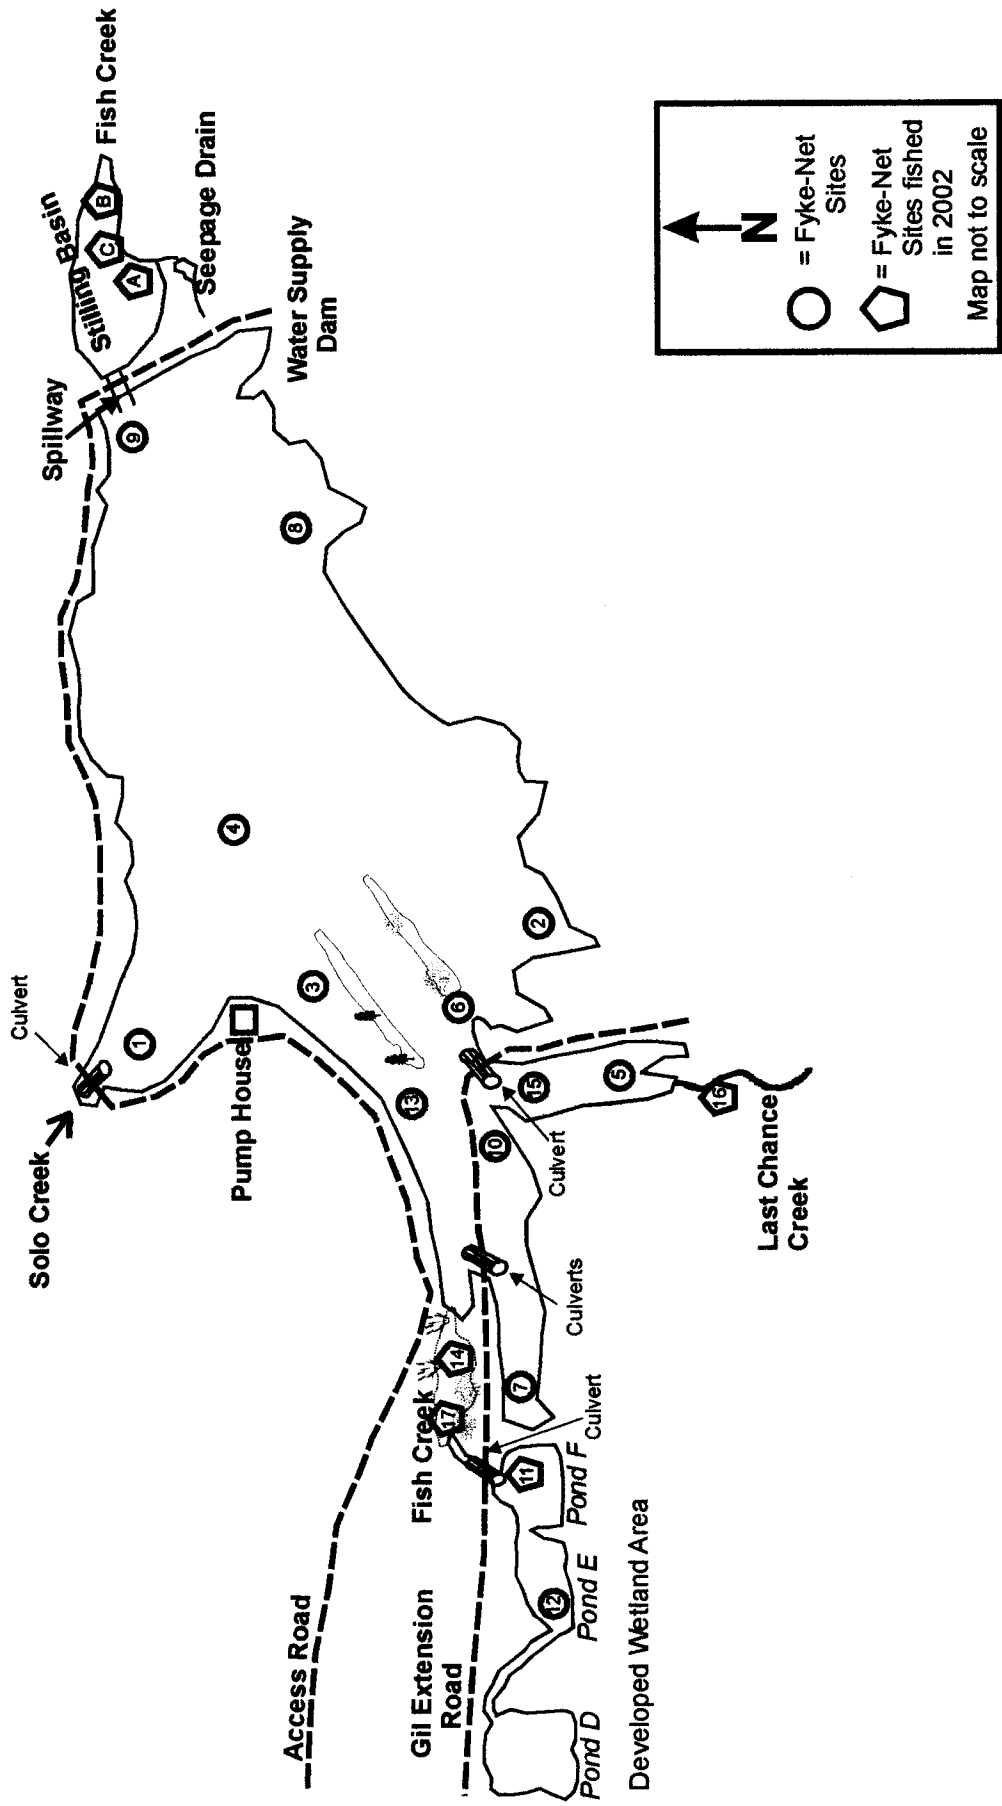 Fish Creek
Stilling Basin
B
C
A
Seepage Drain
Spillway
9
Water Supply
Dam
8
Culvert
Solo Creek
1
4
Pump House
3
6
2
13
10
15
5
Culvert
16
Last Chance
Creek
Culverts
Fish Creek
14
17
7
Culvert
11
Pond F
12
Pond E
Pond D
Developed Wetland Area
Access Road
Gil Extension
Road
N
= Fyke-Net
Sites
= Fyke-Net
Sites fished
in 2002
Map not to scale